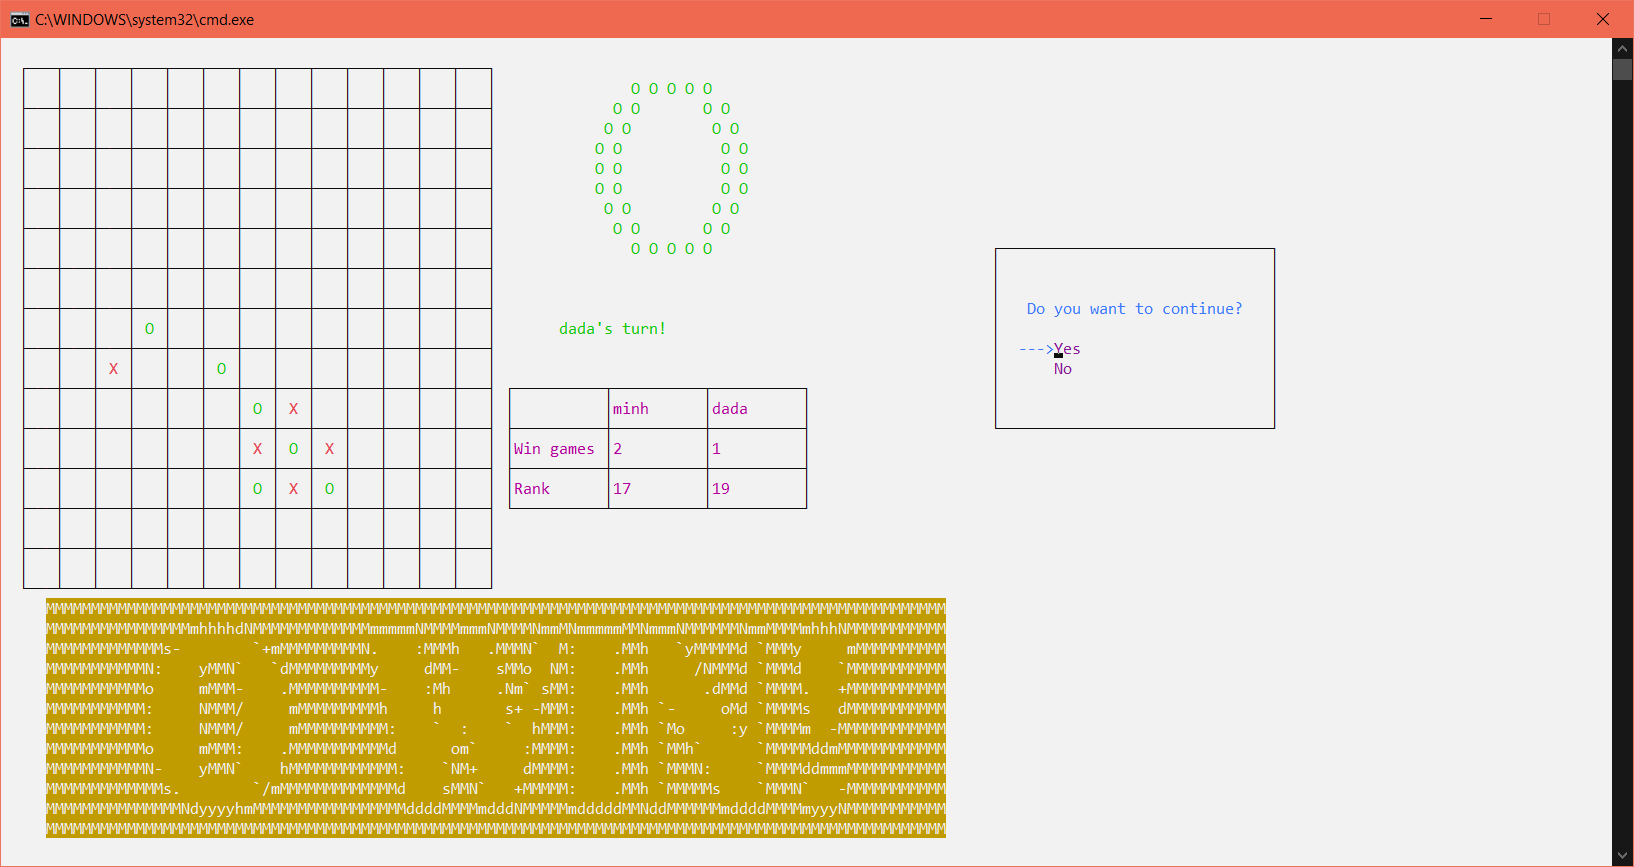 C:\WINDOWS\system32\cmd.exe
O O O O O
O O O O
O O O O
O O O O
O O O O
O O O O
O O O O
O O O O
O O O O O
Do you want to continue?
--->Yes
No
O
dada's turn!
X O
O X
minh dada
X O X
Win games 2 1
O X O
Rank 17 19
O WIN !